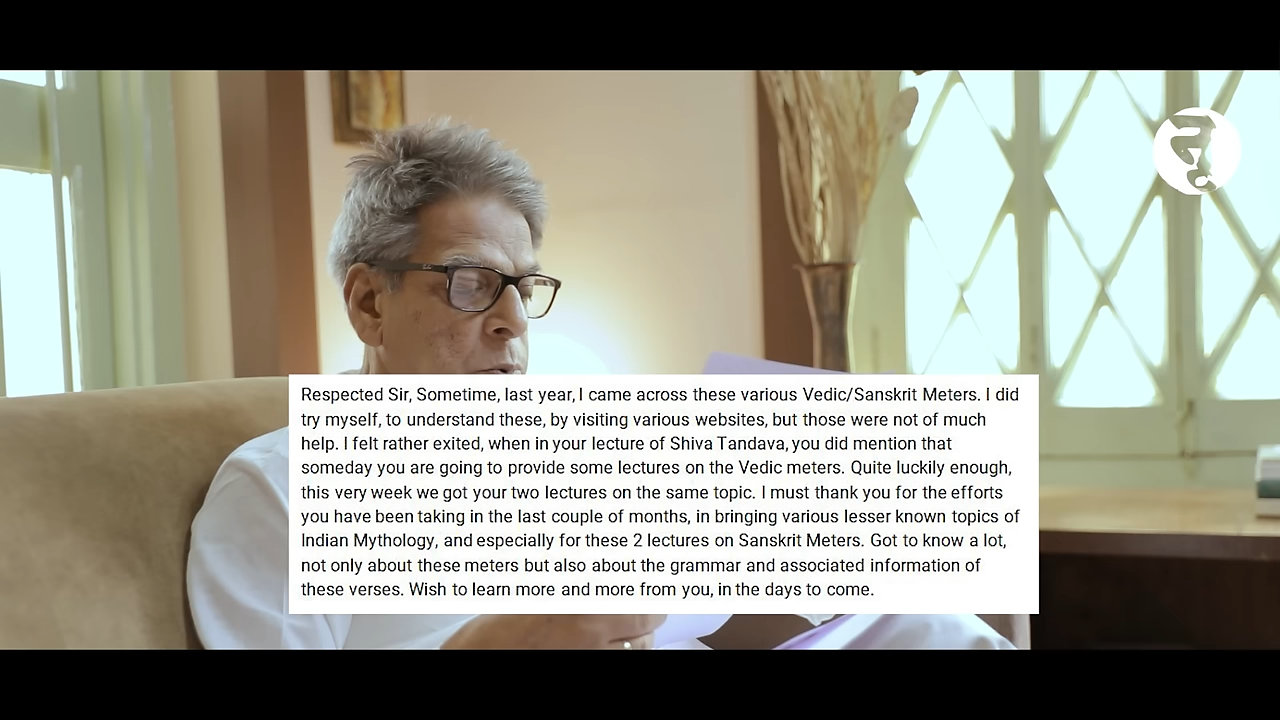 Respected Sir, Sometime, last year, I came across these various Vedic/Sanskrit Meters. I did
try myself, to understand these, by visiting various websites, but those were not of much
help. I felt rather exited, when in your lecture of Shiva Tandava, you did mention that
someday you are going to provide some lectures on the Vedic meters. Quite luckily enough,
this very week we got your two lectures on the same topic. I must thank you for the efforts
you have been taking in the last couple of months, in bringing various lesser known topics of
Indian Mythology, and especially for these 2 lectures on Sanskrit Meters. Got to know a lot,
not only about these meters but also about the grammar and associated information of
these verses. Wish to learn more and more from you, in the days to come.